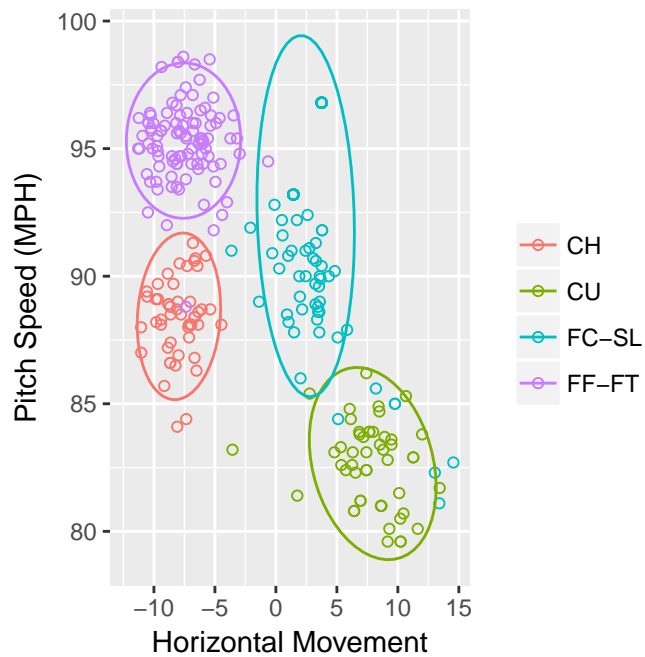 100
95
90
85
80
Pitch Speed (MPH)
−10 −5 0 5 10 15
Horizontal Movement
CH
CU
FC−SL
FF−FT